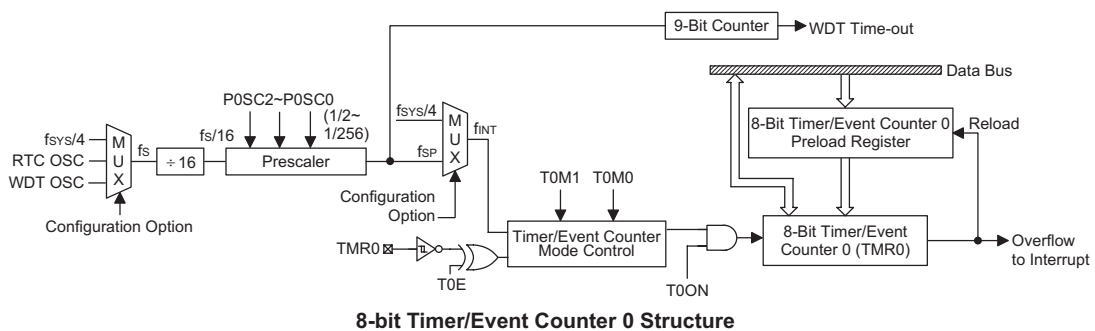 9-Bit Counter
WDT Time-out
Data Bus
P0SC2~P0SC0
(1/2~
1/256)
fSYS/4
RTC OSC
WDT OSC
MUX
fS
÷ 16
fS/16
Prescaler
fSYS/4
fSP
MUX
fINT
Configuration Option
Configuration
Option
8-Bit Timer/Event Counter 0
Preload Register
Reload
T0M1
T0M0
TMR0
T0E
Timer/Event Counter
Mode Control
T0ON
8-Bit Timer/Event
Counter 0 (TMR0)
Overflow
to Interrupt
8-bit Timer/Event Counter 0 Structure